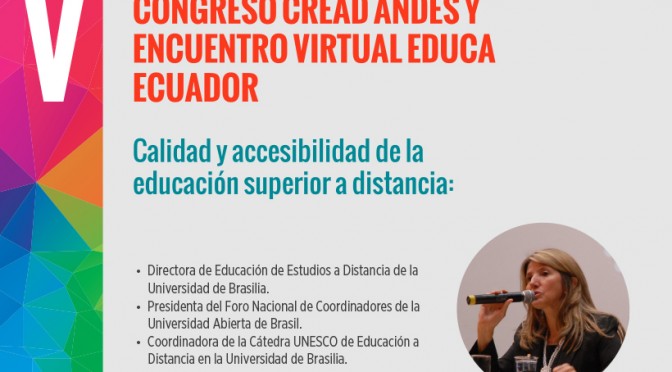 V
CONGRESO CREAD ANDES Y
ENCUENTRO VIRTUAL EDUCA
ECUADOR
Calidad y accesibilidad de la
educación superior a distancia:
• Directora de Educación de Estudios a Distancia de la
Universidad de Brasilia.
• Presidenta del Foro Nacional de Coordinadores de la
Universidad Abierta de Brasil.
• Coordinadora de la Cátedra UNESCO de Educación a
Distancia en la Universidad de Brasilia.